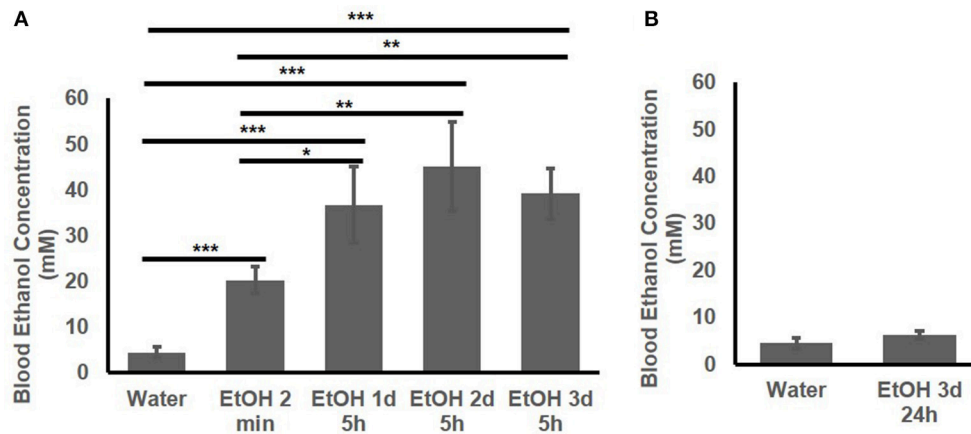 A
Blood Ethanol Concentration
(mM)
60
50
40
30
20
10
0
***
**
***
**
***
*
***
Water
EtOH 2
min
EtOH 1d
5h
EtOH 2d
5h
EtOH 3d
5h
B
Blood Ethanol Concentration
(mM)
60
50
40
30
20
10
0
Water
EtOH 3d
24h